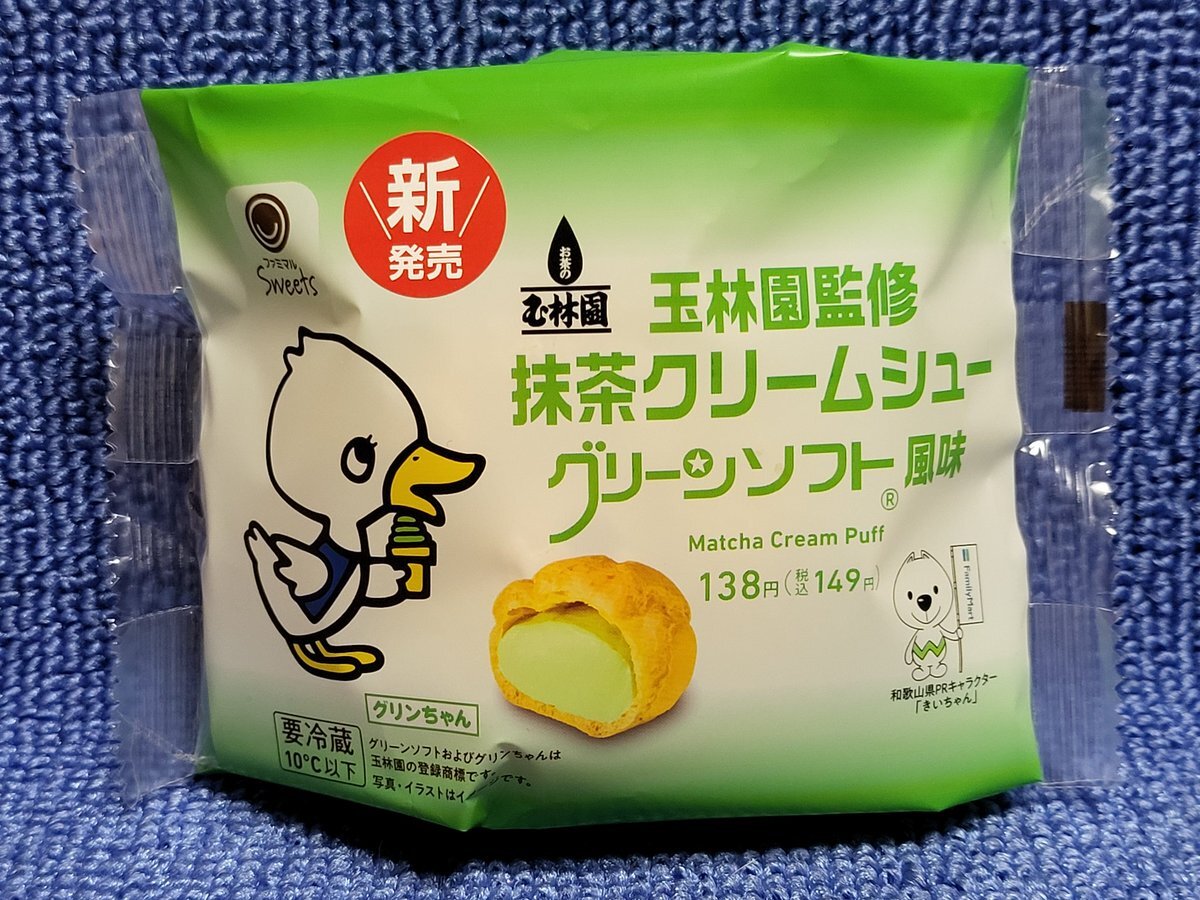 新
発売
ファミマル
Sweets
お茶の
玉林園
玉林園監修
抹茶クリームシュー
グリーンソフト®風味
Matcha Cream Puff
138円(税込149円)
FamilyMart
和歌山県PRキャラクター
「きいちゃん」
グリンちゃん
要冷蔵
10℃以下
グリーンソフトおよびグリンちゃんは
玉林園の登録商標です
です。
写真・イラストはイ